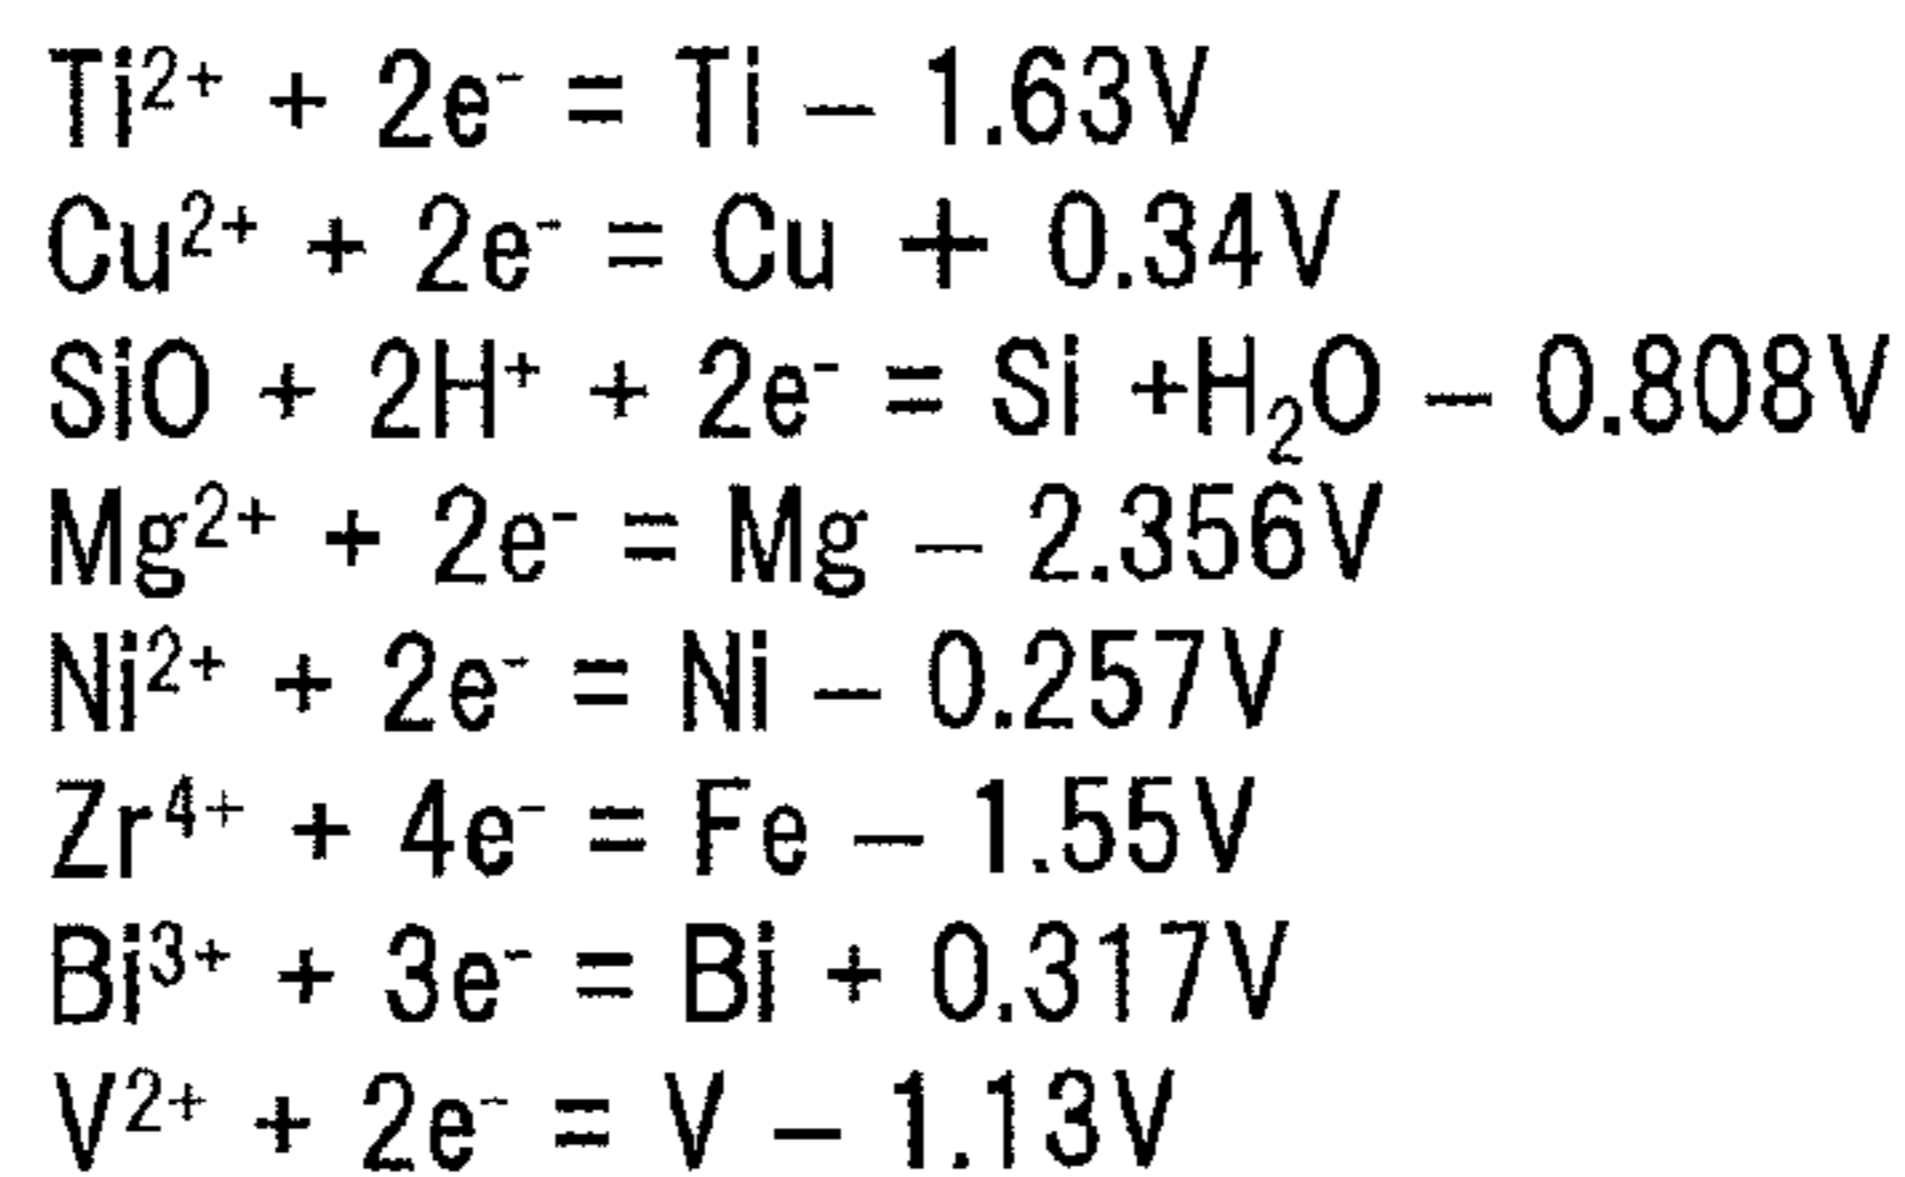 Ti²⁺ + 2e⁻ = Ti − 1.63V
Cu²⁺ + 2e⁻ = Cu + 0.34V
SiO + 2H⁺ + 2e⁻ = Si +H₂O − 0.808V
Mg²⁺ + 2e⁻ = Mg − 2.356V
Ni²⁺ + 2e⁻ = Ni − 0.257V
Zr⁴⁺ + 4e⁻ = Fe − 1.55V
Bi³⁺ + 3e⁻ = Bi + 0.317V
V²⁺ + 2e⁻ = V − 1.13V